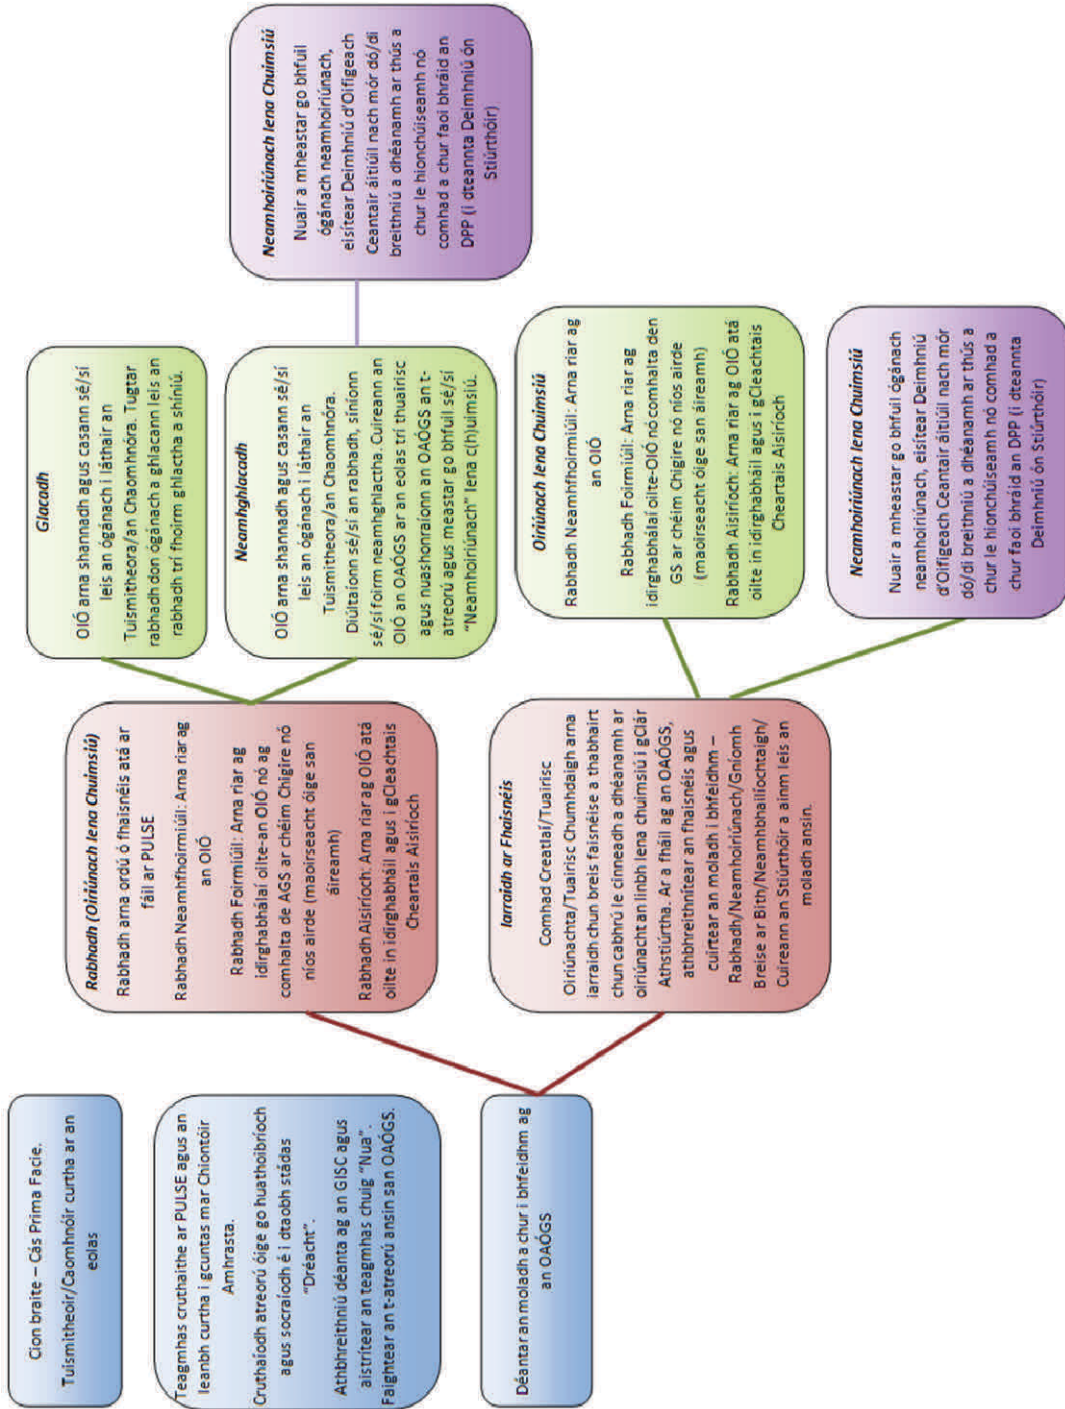 Cion braite – Cás Prima Facie.
Tuismitheoir/Caomhnóir curtha ar an
eolas
Teagmhas cruthaithe ar PULSE agus an
leanbh curtha i gcuntas mar Chiontóir
Amhrasta.
Cruthaíodh atreorú óige go huathoibríoch
agus socraíodh é i dtaobh stádas
"Dréacht".
Athbhreithniú déanta ag an GISC agus
aistrítear an teagmhas chuig "Nua".
Faightear an t-atreorú ansin san OAÓGS.
Déantar an moladh a chur i bhfeidhm ag
an OAÓGS
Rabhadh (Oiriúnach lena Chuimsiú)
Rabhadh arna ordú ó fhaisnéis atá ar
fáil ar PULSE
Rabhadh Neamhfhoirmiúil: Arna riar ag
an OIÓ
Rabhadh Foirmiúil: Arna riar ag
idirghabhálaí oilte-an OIÓ nó ag
comhalta de AGS ar chéim Chigire nó
níos airde (maoirseacht óige san
áireamh)
Rabhadh Aisiríoch: Arna riar ag OIÓ atá
oilte in idirghabháil agus i gCleachtais
Cheartais Aisiríoch
Iarraidh ar Fhaisnéis
Comhad Creatlaí/Tuairisc
Oiriúnachta/Tuairisc Chumhdaigh arna
iarraidh chun breis faisnéise a thabhairt
chun cabhrú le cinneadh a dhéanamh ar
oiriúnacht an linbh lena chuimsiú i gClár
Athstiúrtha. Ar a fháil ag an OAÓGS,
athbhreithnítear an fhaisnéis agus
cuirtear an moladh i bhfeidhm –
Rabhadh/Neamhoiriúnach/Gníomh
Breise ar Bith/Neamhbhailíochtaigh/
Cuireann an Stiúrthóir a ainm leis an
moladh ansin.
Glacadh
OIÓ arna shannadh agus casann sé/sí
leis an ógánach i láthair an
Tuismitheora/an Chaomhnóra. Tugtar
rabhadh don ógánach a ghlacann leis an
rabhadh trí fhoirm ghlactha a shíniú.
Neamhghlacadh
OIÓ arna shannadh agus casann sé/sí
leis an ógánach i láthair an
Tuismitheora/an Chaomhnóra.
Diúltaíonn sé/sí an rabhadh, síníonn
sé/sí foirm neamhghlactha. Cuireann an
OIÓ an OAÓGS ar an eolas trí thuairisc
agus nuashonraíonn an OAÓGS an t-
atreorú agus meastar go bhfuil sé/sí
"Neamhoiriúnach" lena c(h)uimsiú.
Oiriúnach lena Chuimsiú
Rabhadh Neamhfhoirmiúil: Arna riar ag
an OIÓ
Rabhadh Foirmiúil: Arna riar ag
idirghabhálaí oilte-OIÓ nó comhalta den
GS ar chéim Chigire nó níos airde
(maoirseacht óige san áireamh)
Rabhadh Aisiríoch: Arna riar ag OIÓ atá
oilte in idirghabháil agus i gCleachtais
Cheartais Aisiríoch
Neamhoiriúnach lena Chuimsiú
Nuair a mheastar go bhfuil ógánach
neamhoiriúnach, eisítear Deimhniú
d'Oifigeach Ceantair áitiúil nach mór
dó/di breithniú a dhéanamh ar thús a
chur le hionchúiseamh nó comhad a
chur faoi bhráid an DPP (i dteannta
Deimhniú ón Stiúrthóir)
Neamhoiriúnach lena Chuimsiú
Nuair a mheastar go bhfuil
ógánach neamhoiriúnach,
eisítear Deimhniú d'Oifigeach
Ceantair áitiúil nach mór dó/di
breithniú a dhéanamh ar thús a
chur le hionchúiseamh nó
comhad a chur faoi bhráid an
DPP (i dteannta Deimhniú ón
Stiúrthóir)